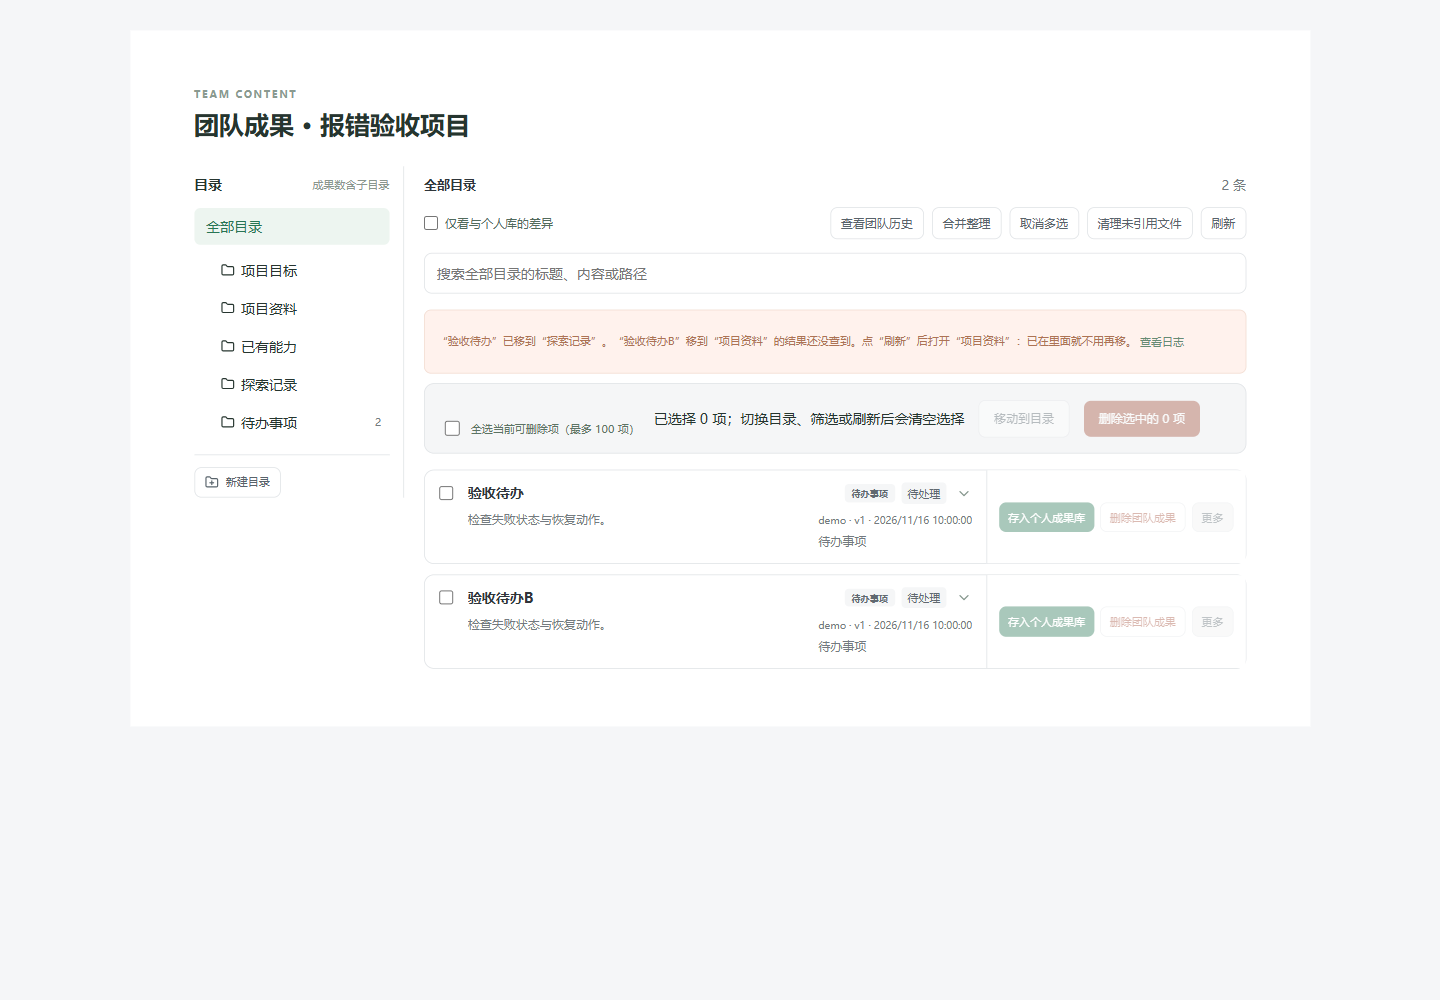 TEAM CONTENT
团队成果 • 报错验收项目
目录
成果数含子目录
全部目录
项目目标
项目资料
已有能力
探索记录
待办事项 2
新建目录
全部目录
2 条
仅看与个人库的差异
查看团队历史
合并整理
取消多选
清理未引用文件
刷新
搜索全部目录的标题、内容或路径
“验收待办”已移到“探索记录”。“验收待办B”移到“项目资料”的结果还没查到。点“刷新”后打开“项目资料”：已在里面就不用再移。 查看日志
全选当前可删除项（最多 100 项）
已选择 0 项；切换目录、筛选或刷新后会清空选择
移动到目录
删除选中的 0 项
验收待办
待办事项
待处理
检查失败状态与恢复动作。
demo · v1 · 2026/11/16 10:00:00
待办事项
存入个人成果库
删除团队成果
更多
验收待办B
待办事项
待处理
检查失败状态与恢复动作。
demo · v1 · 2026/11/16 10:00:00
待办事项
存入个人成果库
删除团队成果
更多